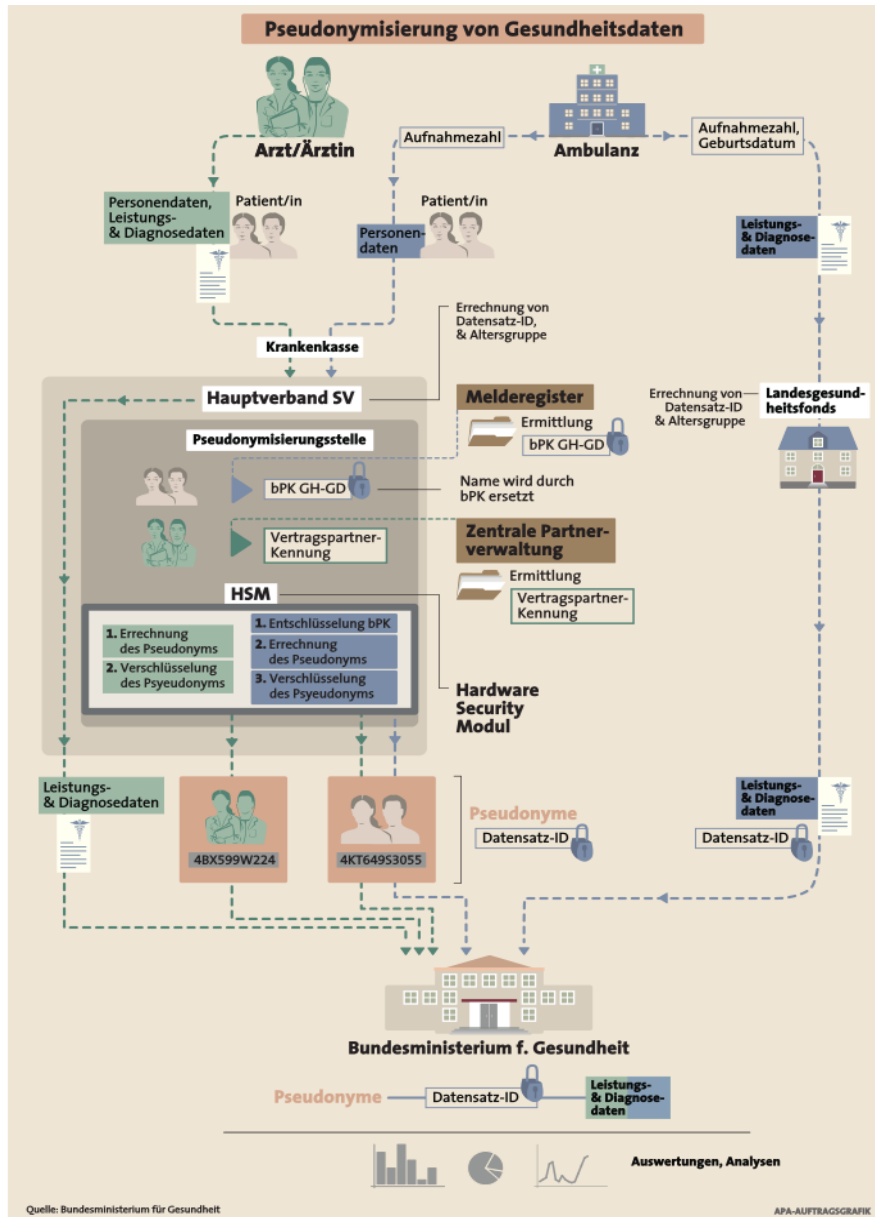 Pseudonymisierung von Gesundheitsdaten
Arzt/Ärztin
Aufnahmezahl
Ambulanz
Aufnahmezahl,
Geburtsdatum
Personendaten,
Leistungs-
& Diagnosedaten
Patient/in
Personen-
daten
Patient/in
Leistungs-
& Diagnose-
daten
Errechnung von
Datensatz-ID,
& Altersgruppe
Krankenkasse
Hauptverband SV
Melderegister
Ermittlung
bPK GH-GD
Errechnung von
Datensatz-ID
& Altersgruppe
Landesgesund-
heitsfonds
Pseudonymisierungsstelle
bPK GH-GD
Name wird durch
bPK ersetzt
Vertragspartner-
Kennung
Zentrale Partner-
verwaltung
Ermittlung
Vertragspartner-
Kennung
HSM
1. Errechnung
des Pseudonyms
2. Verschlüsselung
des Psyeudonyms
1. Entschlüsselung bPK
2. Errechnung
des Pseudonyms
3. Verschlüsselung
des Psyeudonyms
Hardware
Security
Modul
Leistungs-
& Diagnosedaten
4BX599W224
4KT649S3055
Pseudonyme
Datensatz-ID
Leistungs-
& Diagnose-
daten
Datensatz-ID
Bundesministerium f. Gesundheit
Pseudonyme
Datensatz-ID
Leistungs-
& Diagnose-
daten
Auswertungen, Analysen
Quelle: Bundesministerium für Gesundheit
APA-AUFTRAGSGRAFIK